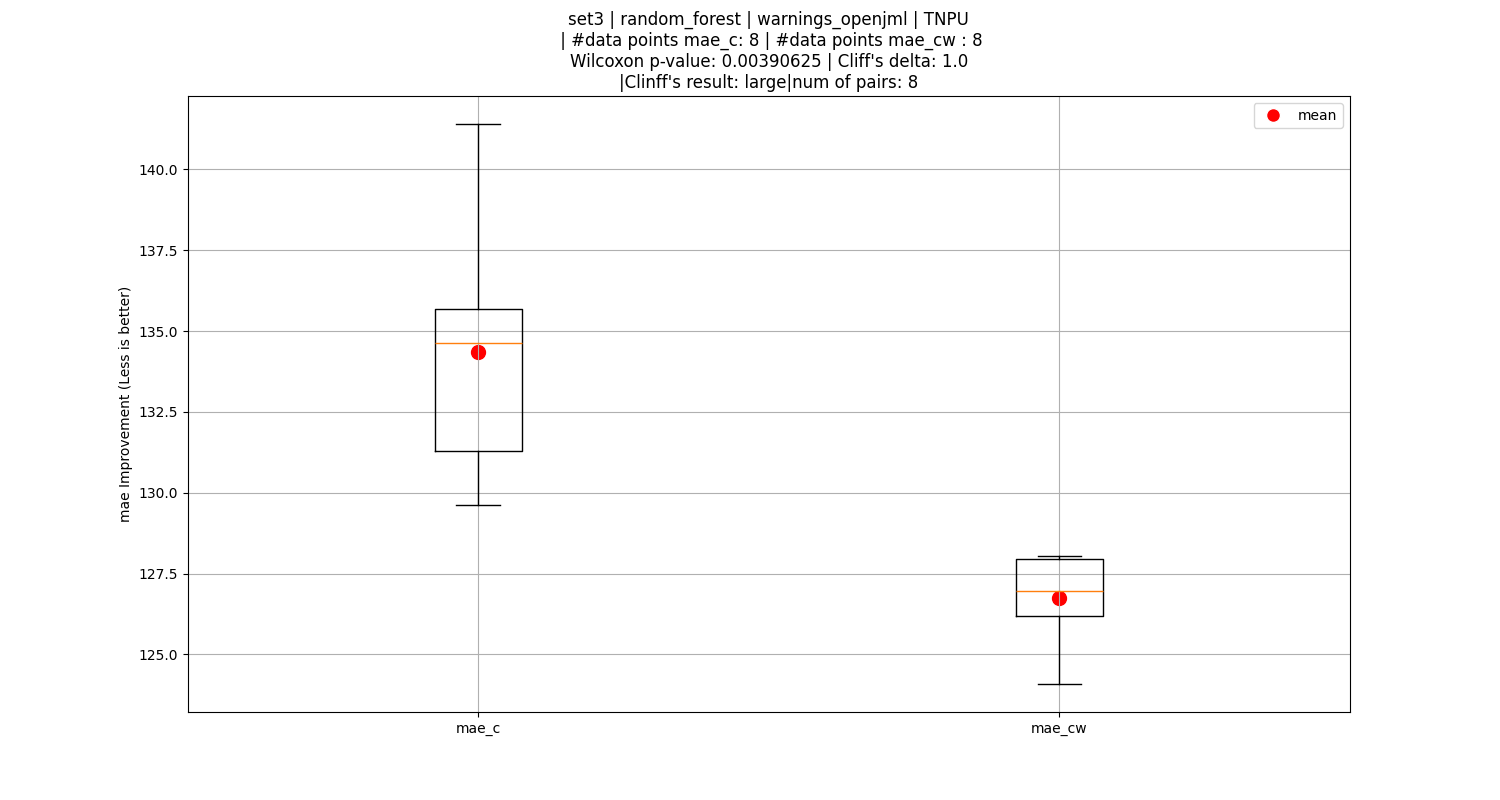 set3 | random_forest | warnings_openjml | TNPU
| #data points mae_c: 8 | #data points mae_cw : 8
Wilcoxon p-value: 0.00390625 | Cliff's delta: 1.0
|Clinff's result: large|num of pairs: 8
mean
mae Improvement (Less is better)
140.0
137.5
135.0
132.5
130.0
127.5
125.0
mae_c
mae_cw